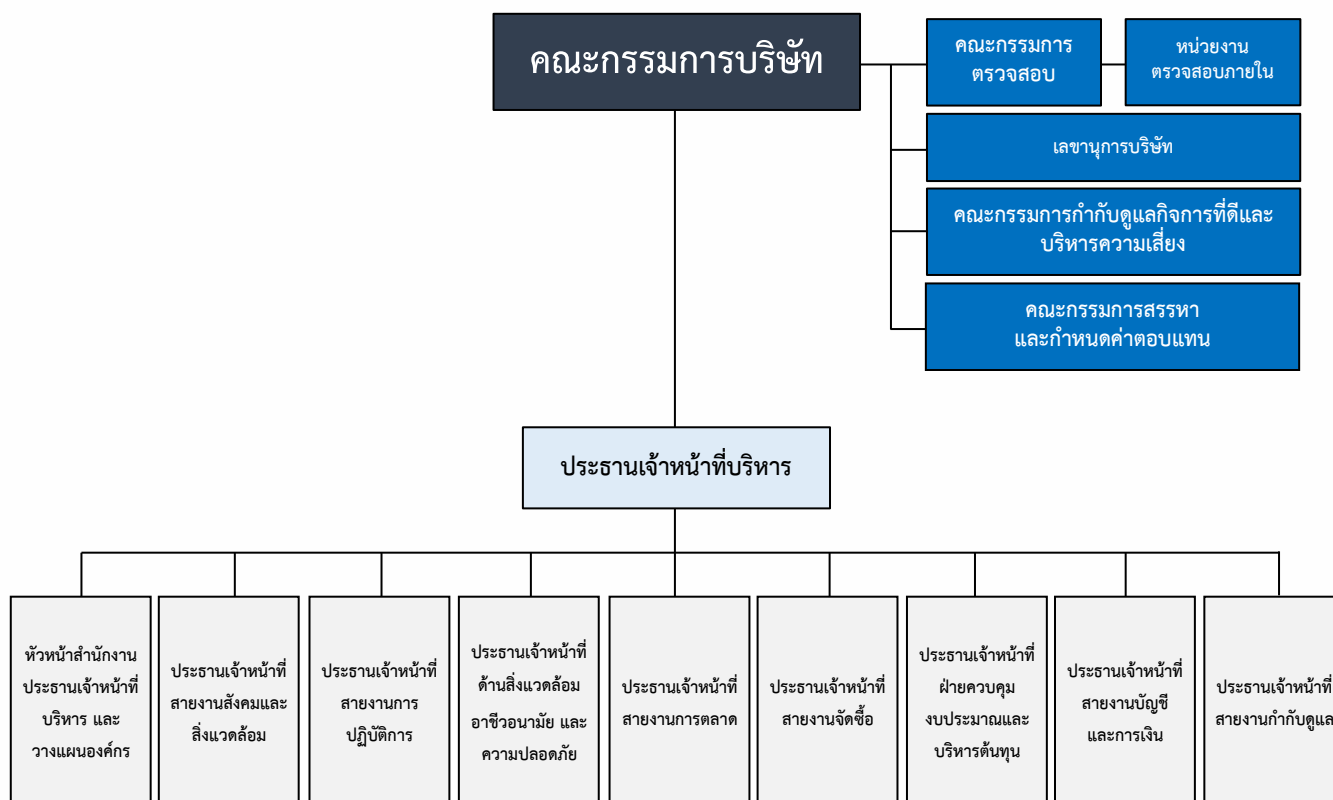 คณะกรรมการบริษัท
คณะกรรมการ
ตรวจสอบ
หน่วยงาน
ตรวจสอบภายใน
เลขานุการบริษัท
คณะกรรมการกำกับดูแลกิจการที่ดีและ
บริหารความเสี่ยง
คณะกรรมการสรรหา
และกำหนดค่าตอบแทน
ประธานเจ้าหน้าที่บริหาร
หัวหน้าสำนักงาน
ประธานเจ้าหน้าที่
บริหาร และ
วางแผนองค์กร
ประธานเจ้าหน้าที่
สายงานสังคมและ
สิ่งแวดล้อม
ประธานเจ้าหน้าที่
สายงานการ
ปฏิบัติการ
ประธานเจ้าหน้าที่
ด้านสิ่งแวดล้อม
อาชีวอนามัย และ
ความปลอดภัย
ประธานเจ้าหน้าที่
สายงานการตลาด
ประธานเจ้าหน้าที่
สายงานจัดซื้อ
ประธานเจ้าหน้าที่
ฝ่ายควบคุม
งบประมาณและ
บริหารต้นทุน
ประธานเจ้าหน้าที่
สายงานบัญชี
และการเงิน
ประธานเจ้าหน้าที่
สายงานกำกับดูแล